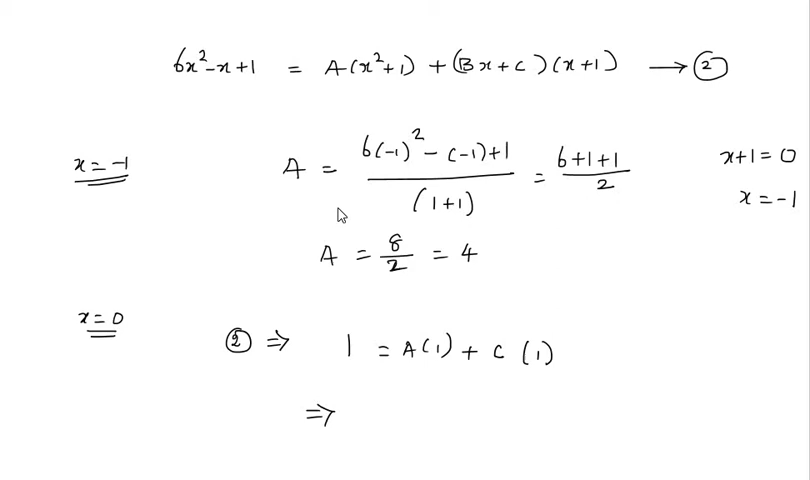 6x²-x+1 = A(x²+1) + (Bx+C)(x+1) → ②
x=-1 A = 6(-1)² - (-1)+1 / (1+1) = 6+1+1 / 2 x+1=0
x=-1
A = 8/2 = 4
x=0 ② ⇒ 1 = A(1) + C (1)
⇒